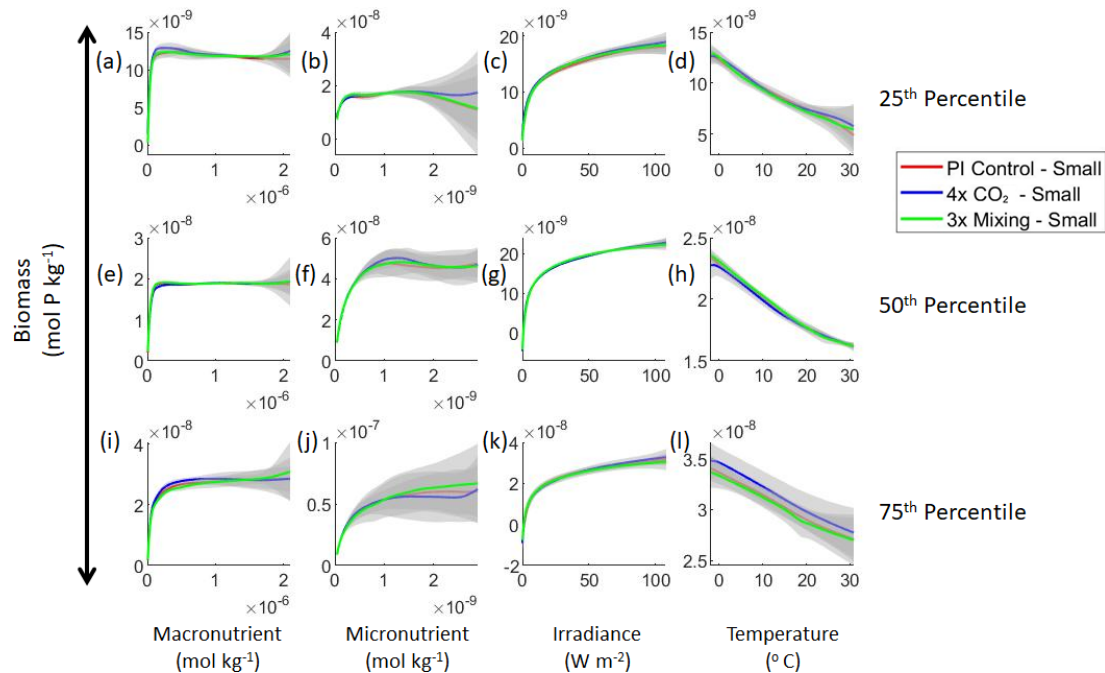 ×10⁻⁹ ×10⁻⁸ ×10⁻⁹ ×10⁻⁹
(a) 15 10 5 0
(b) 4 2 0
(c) 20 10 0
(d) 15 10 5
25th Percentile
0 1 2 0 1 2 0 50 100 0 10 20 30
×10⁻⁶ ×10⁻⁹
PI Control - Small
4x CO₂ - Small
3x Mixing - Small
×10⁻⁸ ×10⁻⁸ ×10⁻⁹ ×10⁻⁸
(e) 3 2 1 0
(f) 6 4 2 0
(g) 20 10 0
(h) 2.5 2 1.5
50th Percentile
0 1 2 0 1 2 0 50 100 0 10 20 30
×10⁻⁶ ×10⁻⁹
Biomass
(mol P kg⁻¹)
×10⁻⁸ ×10⁻⁷ ×10⁻⁸ ×10⁻⁸
(i) 4 2 0
(j) 1 0.5 0
(k) 4 2 0 -2
(l) 3.5 3 2.5
75th Percentile
0 1 2 0 1 2 0 50 100 0 10 20 30
×10⁻⁶ ×10⁻⁹
Macronutrient
(mol kg⁻¹)
Micronutrient
(mol kg⁻¹)
Irradiance
(W m⁻²)
Temperature
(° C)